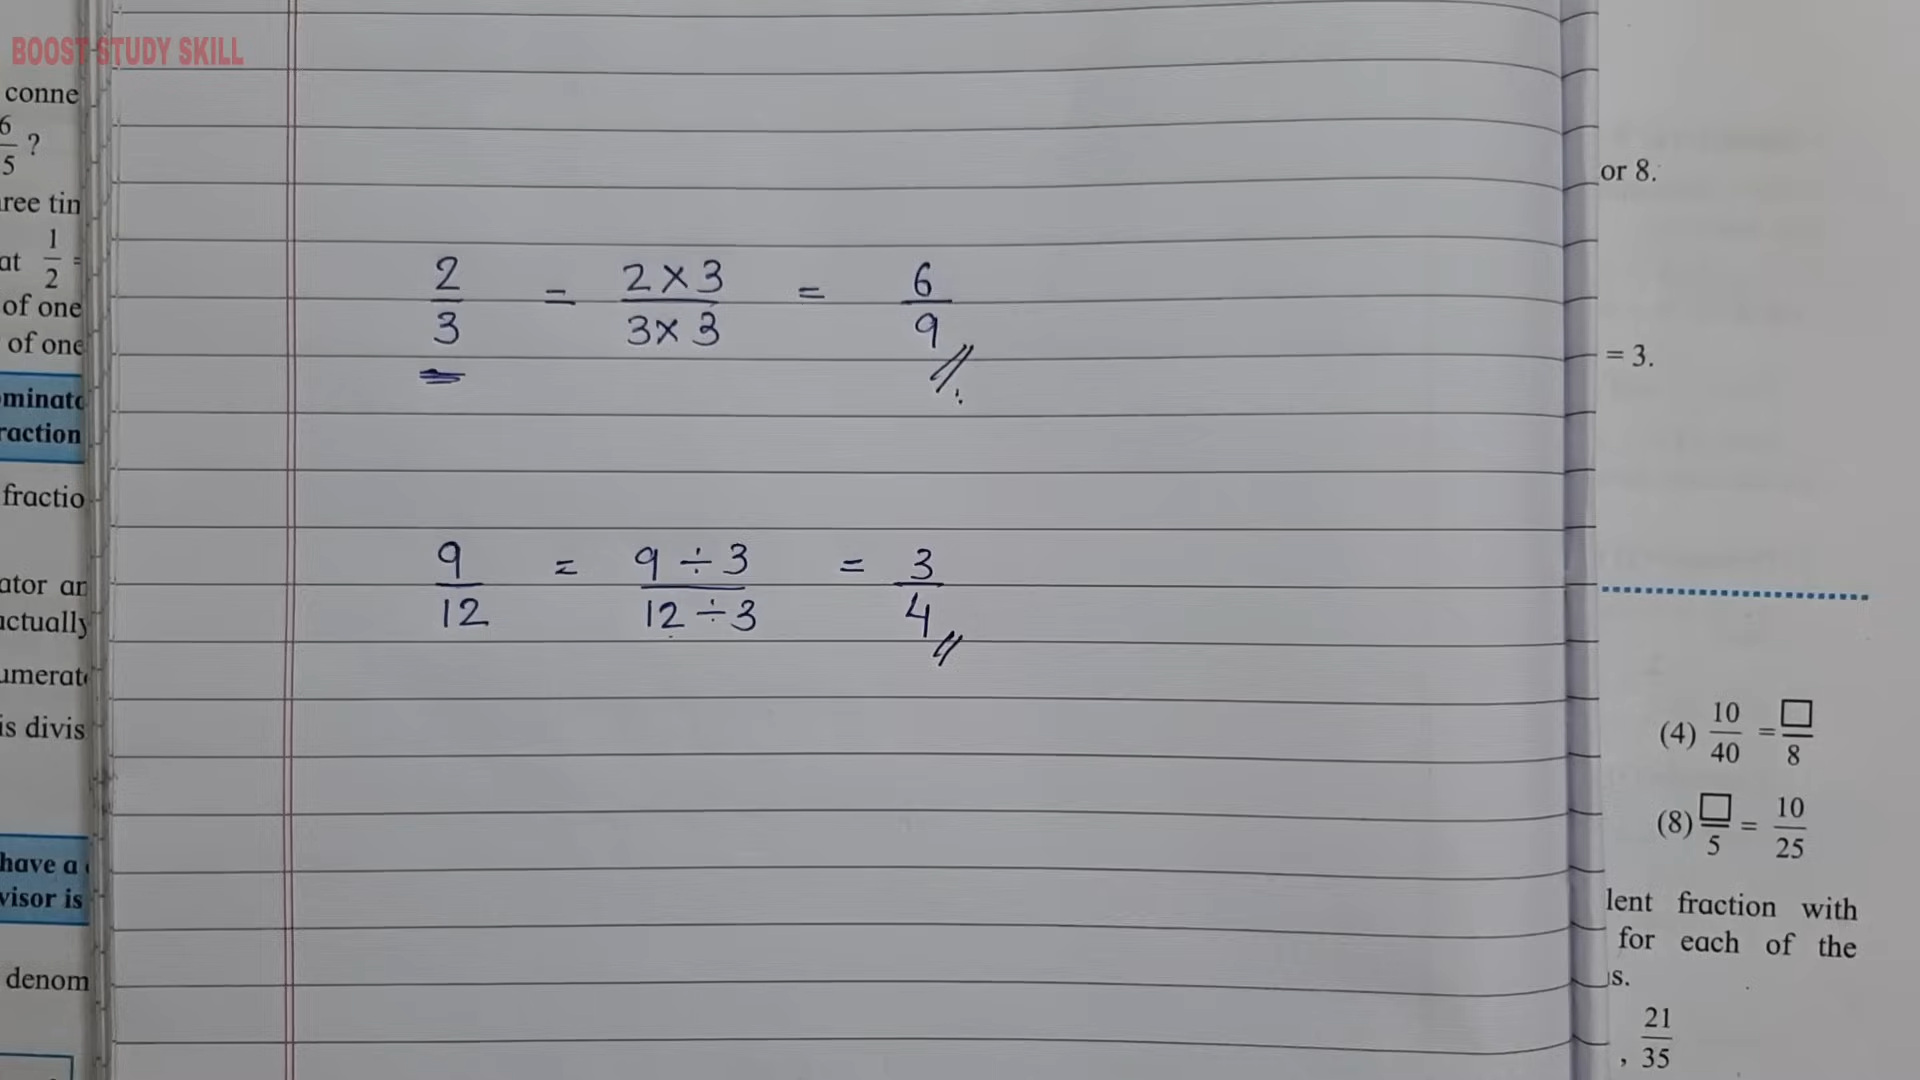 BOOST STUDY SKILL
conne
6/5 ?
ree tin
at 1/2 =
of one
of one
minato
raction
fractio
ator an
ctually
umerat
is divis
have a
visor is
denom
2/3 = 2 × 3/3 × 3 = 6/9
9/12 = 9 ÷ 3/12 ÷ 3 = 3/4
or 8.
= 3.
(4) 10/40 = □/8
(8) □/5 = 10/25
lent fraction with
for each of the
s.
, 21/35